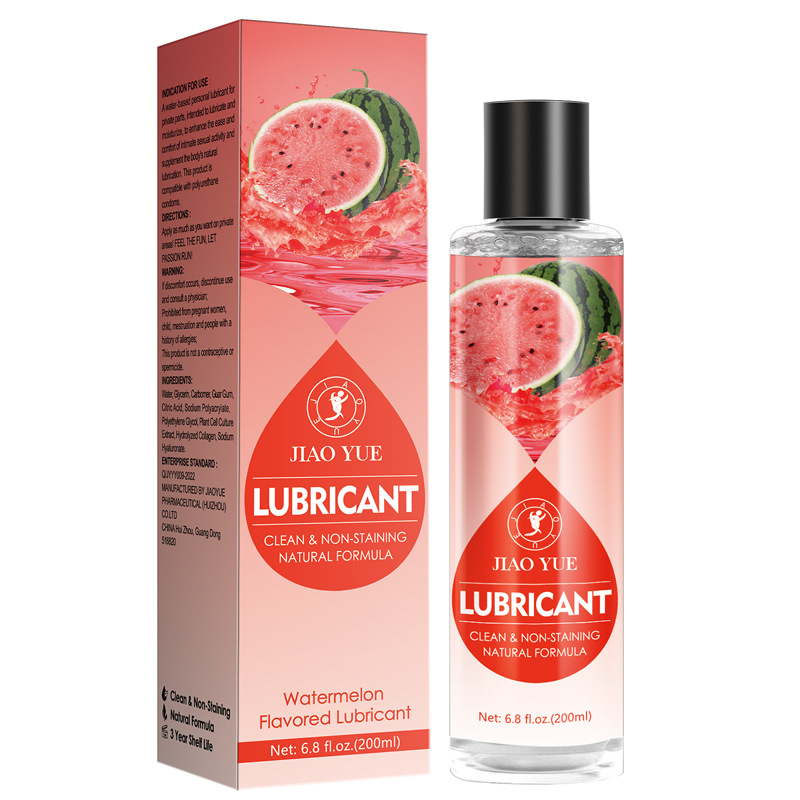 INDICATION FOR USE :
A water-based personal lubricant for
private parts, intended to lubricate and
moisturize, to enhance the ease and
comfort of intimate sexual activity and
supplement the body's natural
lubrication. This product is
compatible with polyurethane
condoms.
DIRECTIONS :
Apply as much as you want on private
areas! FEEL THE FUN, LET
PASSION RUN!
WARNING:
If discomfort occurs, discontinue use
and consult a physician;
Prohibited from pregnant women,
child, menstruation and people with a
history of allergies;
This product is not a contraceptive or
spermicide.
INGREDIENTS:
Water, Glycerin, Carbomer, Guar Gum,
Citric Acid, Sodium Polyacrylate,
Polyethylene Glycol, Plant Cell Culture
Extract, Hydrolyzed Collagen, Sodium
Hyaluronate.
ENTERPRISE STANDARD :
QIJYYY009-2022
MANUFACTURED BY JIAOYUE
PHARMACEUTICAL (HUIZHOU)
CO.LTD
CHINA Hui Zhou, Guang Dong
516820
Clean & Non-Staining
Natural Formula
3 Year Shelf Life
JIAO YUE
JIAO YUE
LUBRICANT
CLEAN & NON-STAINING
NATURAL FORMULA
Watermelon
Flavored Lubricant
Net: 6.8 fl.oz.(200ml)
JIAO YUE
LUBRICANT
CLEAN & NON-STAINING
NATURAL FORMULA
Net: 6.8 fl.oz.(200ml)